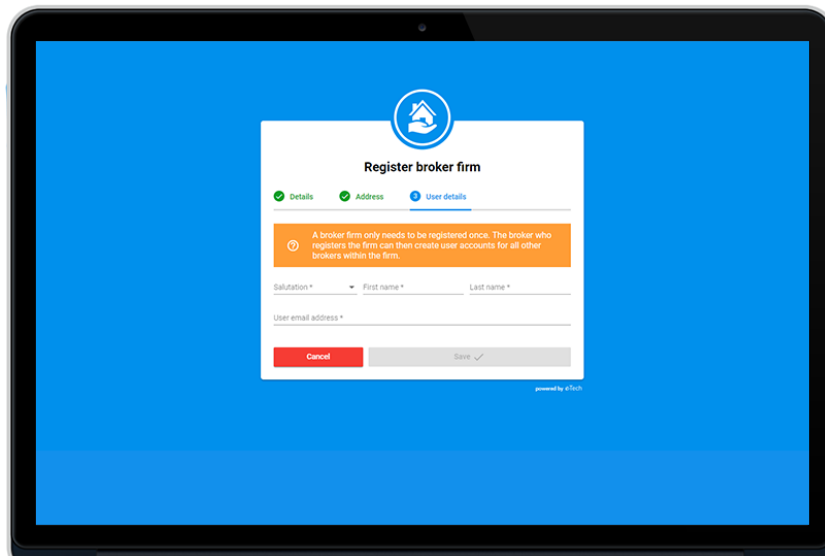 Register broker firm
Details
Address
3 User details
A broker firm only needs to be registered once. The broker who
registers the firm can then create user accounts for all other
brokers within the firm.
Salutation * First name * Last name *
User email address *
Cancel Save
powered by eTech